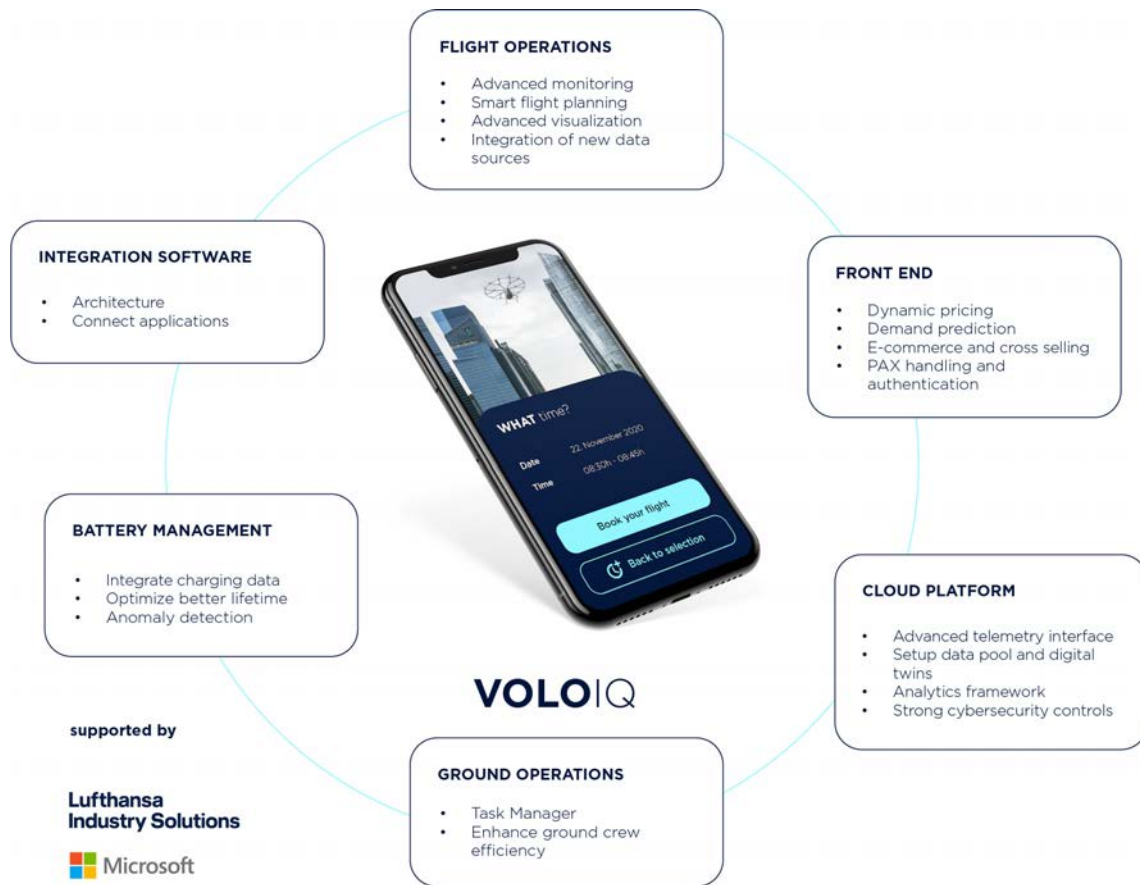 FLIGHT OPERATIONS
• Advanced monitoring
• Smart flight planning
• Advanced visualization
• Integration of new data
sources
INTEGRATION SOFTWARE
• Architecture
• Connect applications
FRONT END
• Dynamic pricing
• Demand prediction
• E-commerce and cross selling
• PAX handling and
authentication
WHAT time?
Date 22. November 2020
Time 08:30h - 08:45h
Book your flight
Back to selection
BATTERY MANAGEMENT
• Integrate charging data
• Optimize better lifetime
• Anomaly detection
CLOUD PLATFORM
• Advanced telemetry interface
• Setup data pool and digital
twins
• Analytics framework
• Strong cybersecurity controls
VOLOIQ
supported by
Lufthansa
Industry Solutions
Microsoft
GROUND OPERATIONS
• Task Manager
• Enhance ground crew
efficiency